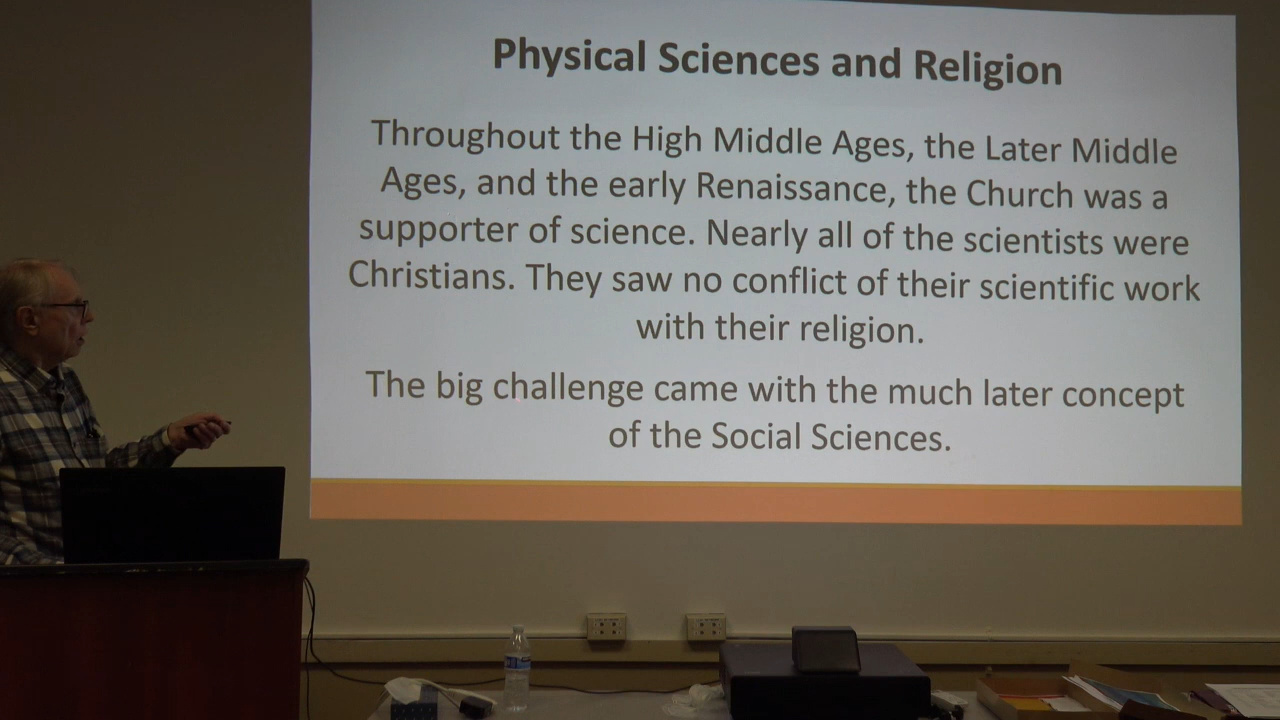 Physical Sciences and Religion
Throughout the High Middle Ages, the Later Middle
Ages, and the early Renaissance, the Church was a
supporter of science. Nearly all of the scientists were
Christians. They saw no conflict of their scientific work
with their religion.
The big challenge came with the much later concept
of the Social Sciences.